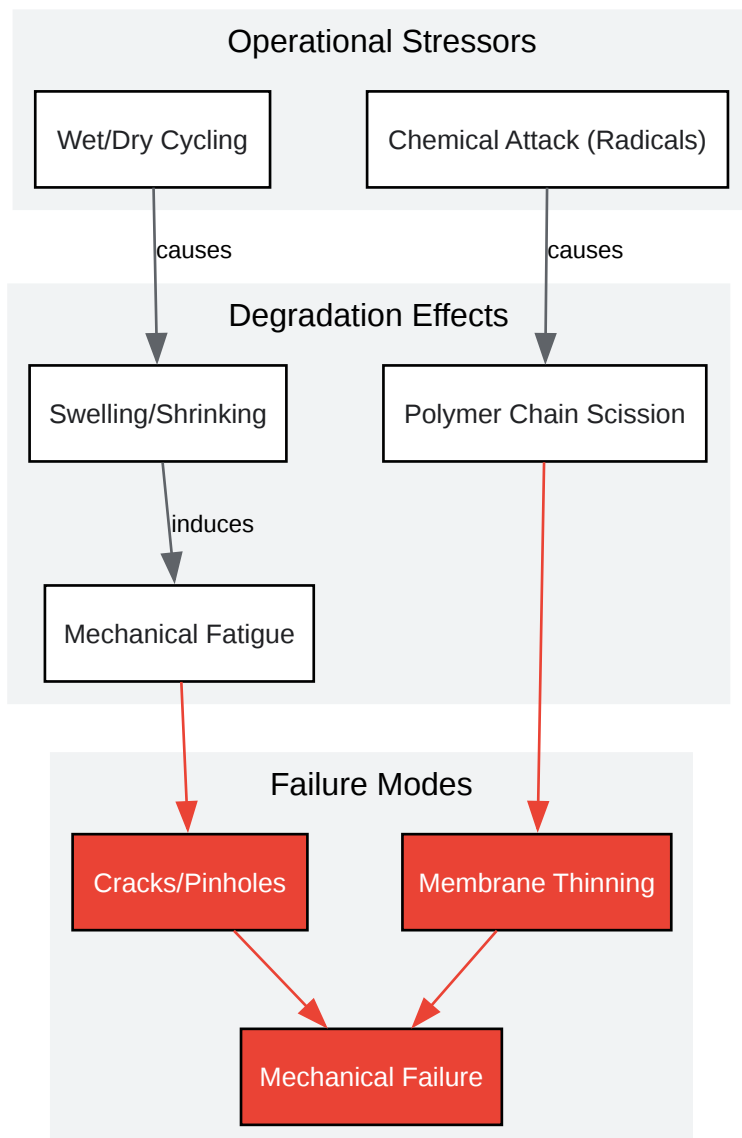 Operational Stressors
Wet/Dry Cycling
Chemical Attack (Radicals)
causes
causes
Degradation Effects
Swelling/Shrinking
Polymer Chain Scission
induces
Mechanical Fatigue
Failure Modes
Cracks/Pinholes
Membrane Thinning
Mechanical Failure